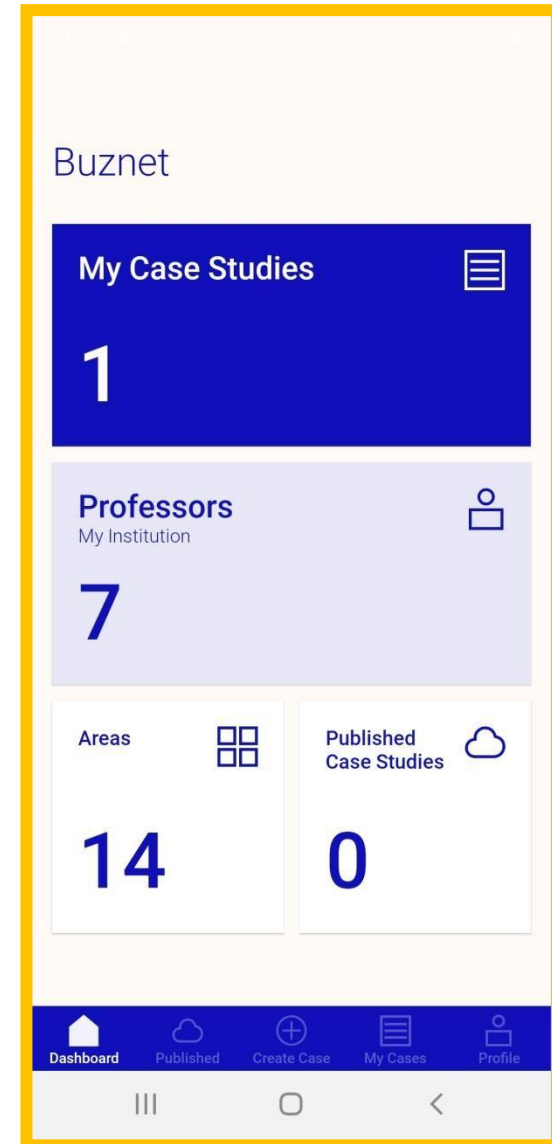 Buznet
My Case Studies
1
Professors
My Institution
7
Areas
14
Published
Case Studies
0
Dashboard
Published
Create Case
My Cases
Profile